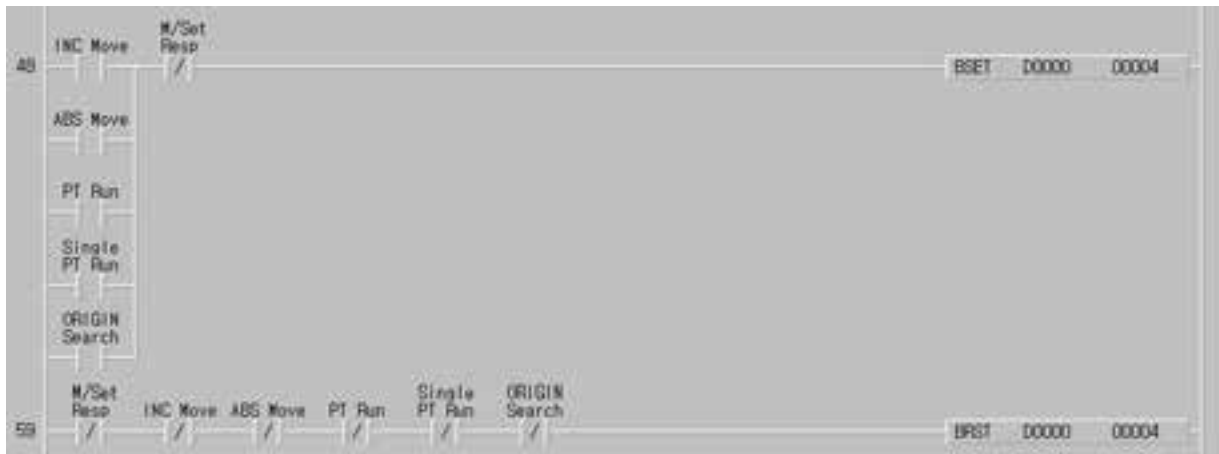 M/Set
INC Move Resp
48 BSET D0000 00004
ABS Move
PT Run
Single
PT Run
ORIGIN
Search
M/Set Single ORIGIN
Resp INC Move ABS Move PT Run PT Run Search
59 BRST D0000 00004